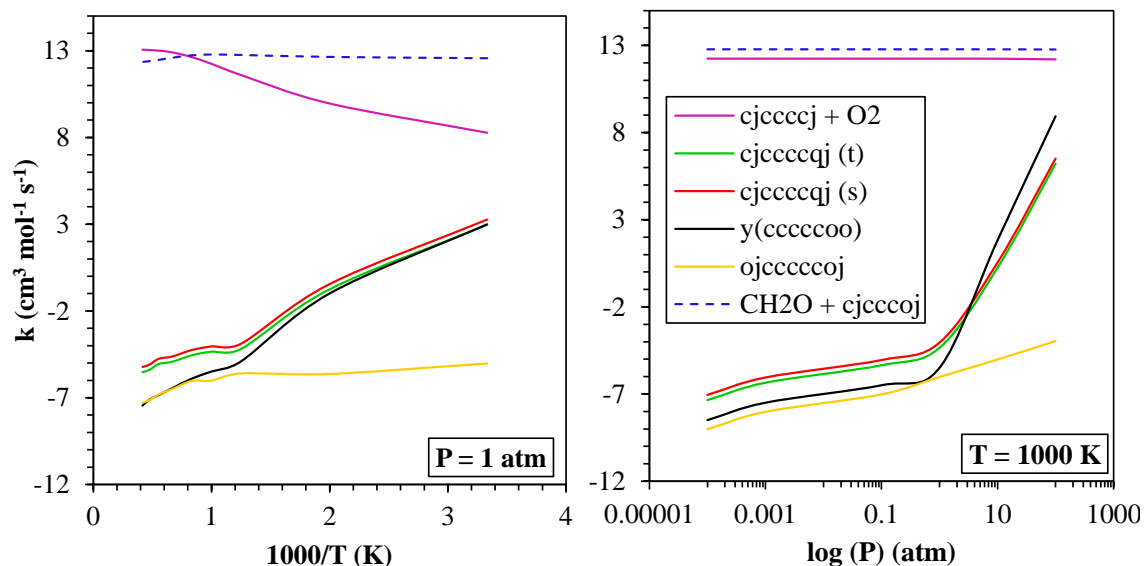 k (cm³ mol⁻¹ s⁻¹)
13
8
3
-2
-7
-12
0
1
2
3
4
1000/T (K)
P = 1 atm
13
8
3
-2
-7
-12
0.00001
0.001
0.1
10
1000
log (P) (atm)
cjccccj + O2
cjccccqj (t)
cjccccqj (s)
y(cccccoo)
ojcccccoj
CH2O + cjcccoj
T = 1000 K